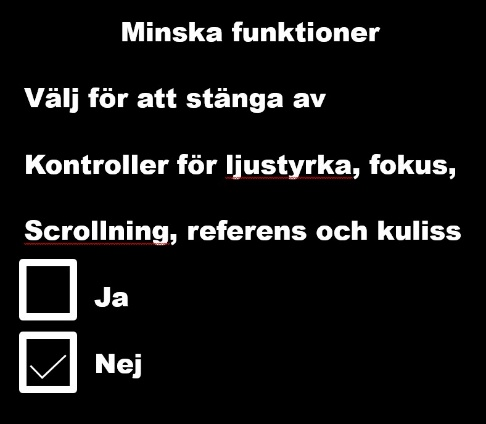 Minska funktioner
Välj för att stänga av
Kontroller för ljustyrka, fokus,
Scrollning, referens och kuliss
Ja
Nej